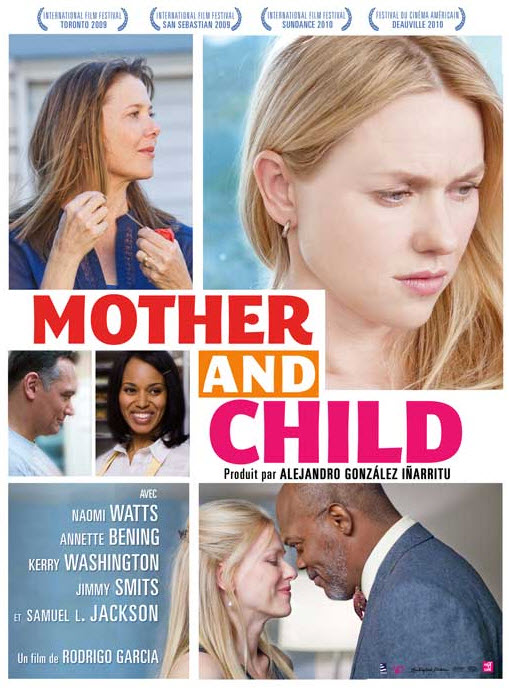 INTERNATIONAL FILM FESTIVAL
TORONTO 2009
INTERNATIONAL FILM FESTIVAL
SAN SEBASTIAN 2009
INTERNATIONAL FILM FESTIVAL
SUNDANCE 2010
FESTIVAL DU CINÉMA AMÉRICAIN
DEAUVILLE 2010
MOTHER
AND
CHILD
Produit par ALEJANDRO GONZÁLEZ IÑARRITU
AVEC
NAOMI WATTS
ANNETTE BENING
KERRY WASHINGTON
JIMMY SMITS
ET SAMUEL L. JACKSON
Un film de RODRIGO GARCIA